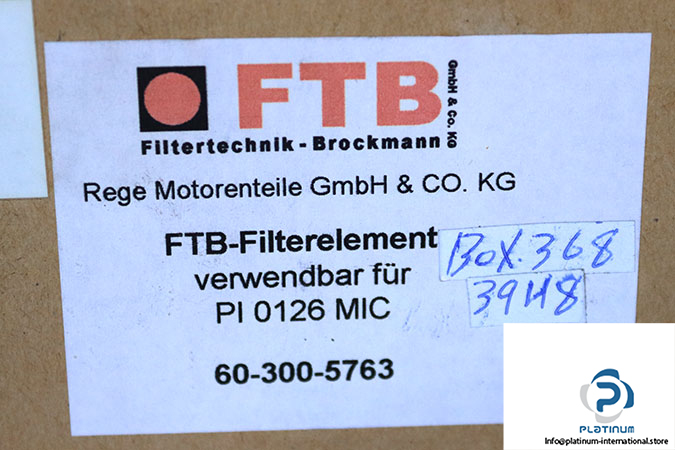 FTB
GmbH & Co. KG
Filtertechnik - Brockmann
Rege Motorenteile GmbH & CO. KG
FTB-Filterelement
verwendbar für
PI 0126 MIC
60-300-5763
BOX.368
39H8
PLATINUM
Info@platinum-international.store